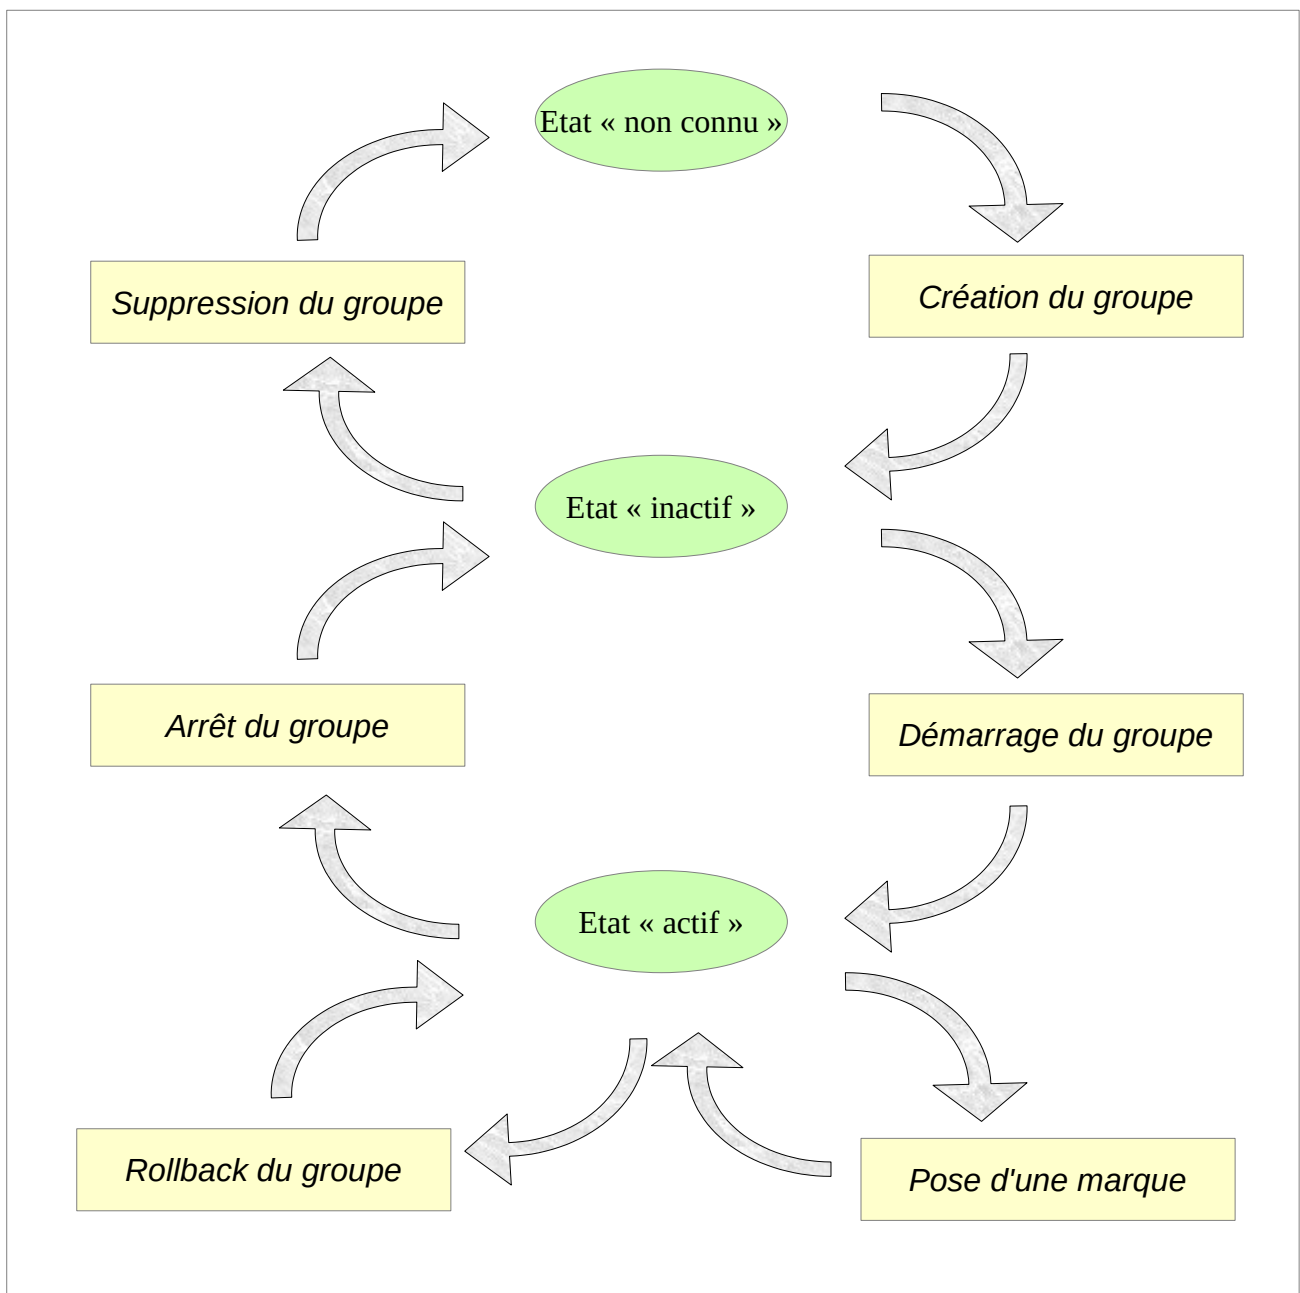 Etat « non connu »
Suppression du groupe
Création du groupe
Etat « inactif »
Arrêt du groupe
Démarrage du groupe
Etat « actif »
Rollback du groupe
Pose d'une marque